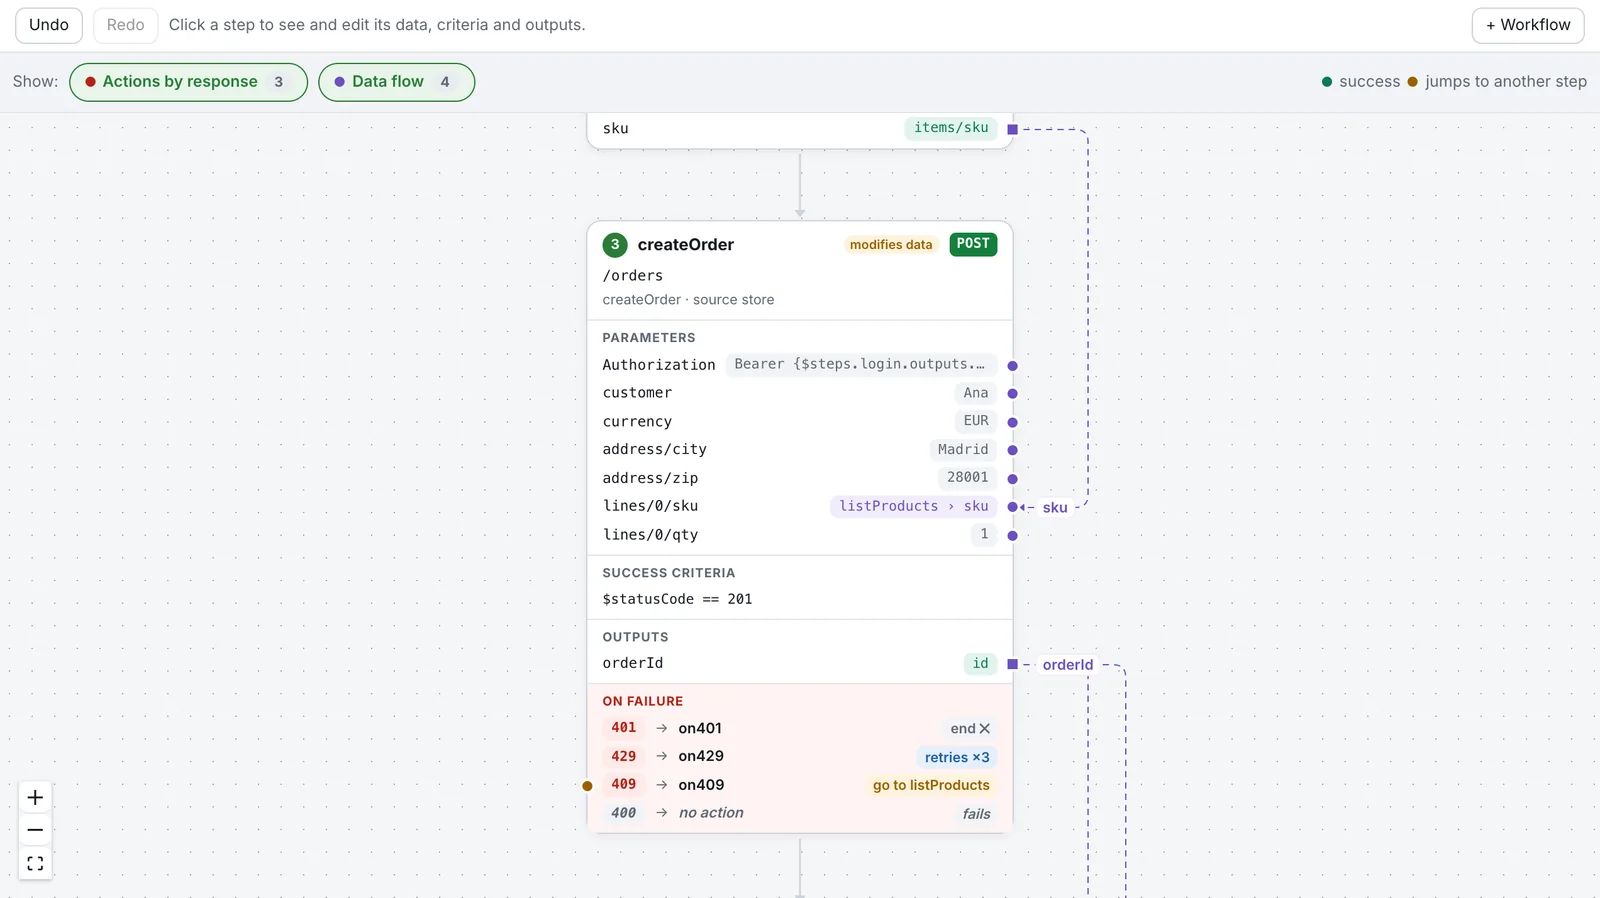 Undo Redo Click a step to see and edit its data, criteria and outputs. + Workflow
Show: Actions by response 3 Data flow 4 success jumps to another step
sku items/sku
3 createOrder modifies data POST
/orders
createOrder · source store
PARAMETERS
Authorization Bearer {$steps.login.outputs.…
customer Ana
currency EUR
address/city Madrid
address/zip 28001
lines/0/sku listProducts › sku sku
lines/0/qty 1
SUCCESS CRITERIA
$statusCode == 201
OUTPUTS
orderId id orderId
ON FAILURE
401 → on401 end ×
429 → on429 retries ×3
409 → on409 go to listProducts
400 → no action fails